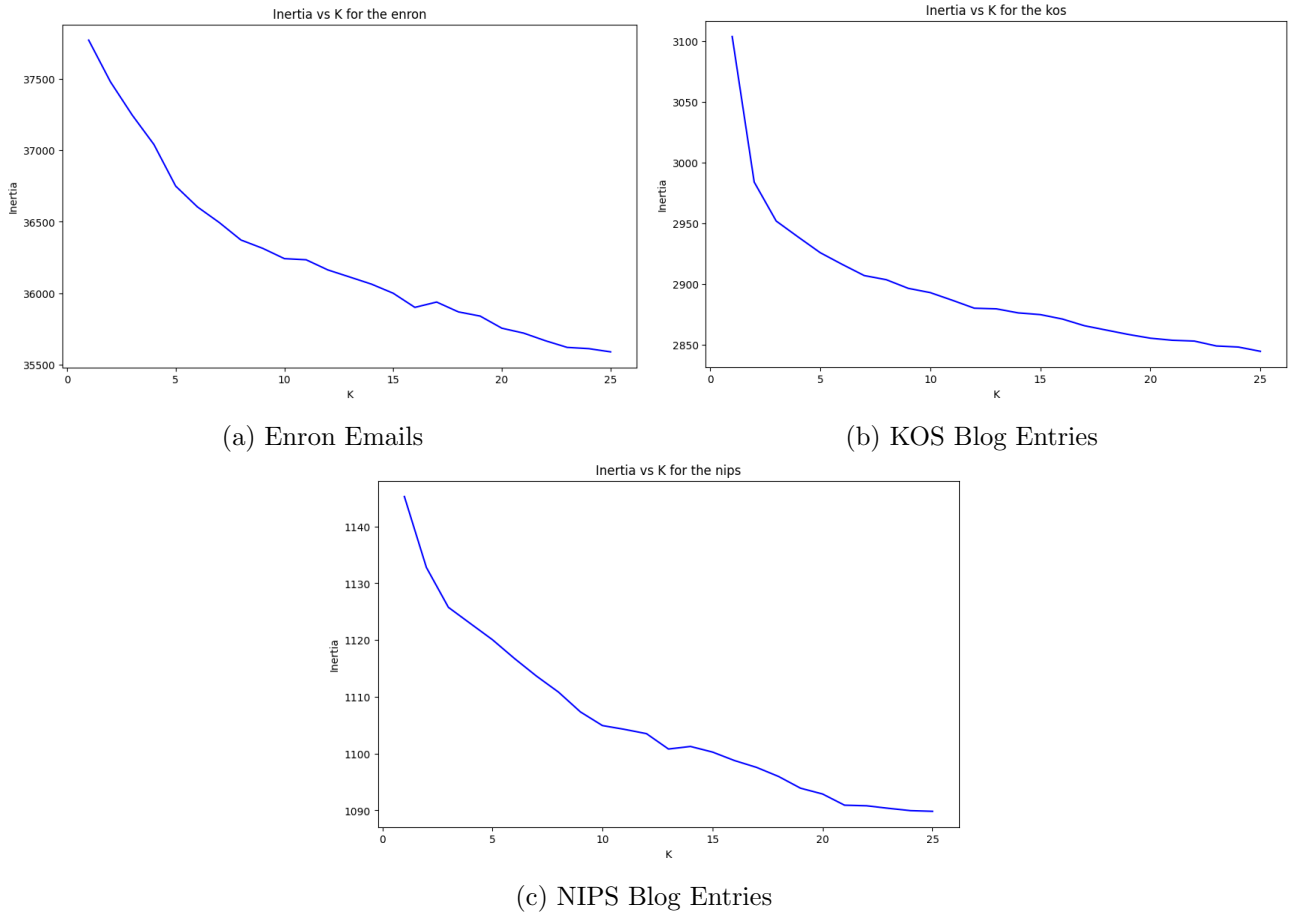 Inertia vs K for the enron
37500
37000
36500
36000
35500
Inertia
0 5 10 15 20 25
K
(a) Enron Emails
Inertia vs K for the kos
3100
3050
3000
2950
2900
2850
Inertia
0 5 10 15 20 25
K
(b) KOS Blog Entries
Inertia vs K for the nips
1140
1130
1120
1110
1100
1090
Inertia
0 5 10 15 20 25
K
(c) NIPS Blog Entries